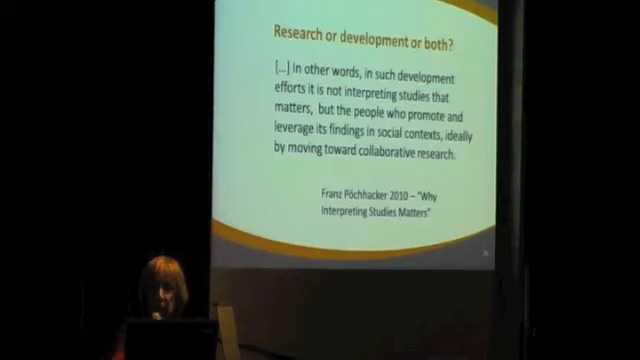 Research or development or both?
[...] In other words, in such development
efforts it is not interpreting studies that
matters, but the people who promote and
leverage its findings in social contexts, ideally
by moving toward collaborative research.
Franz Pöchhacker 2010 – "Why
Interpreting Studies Matters"